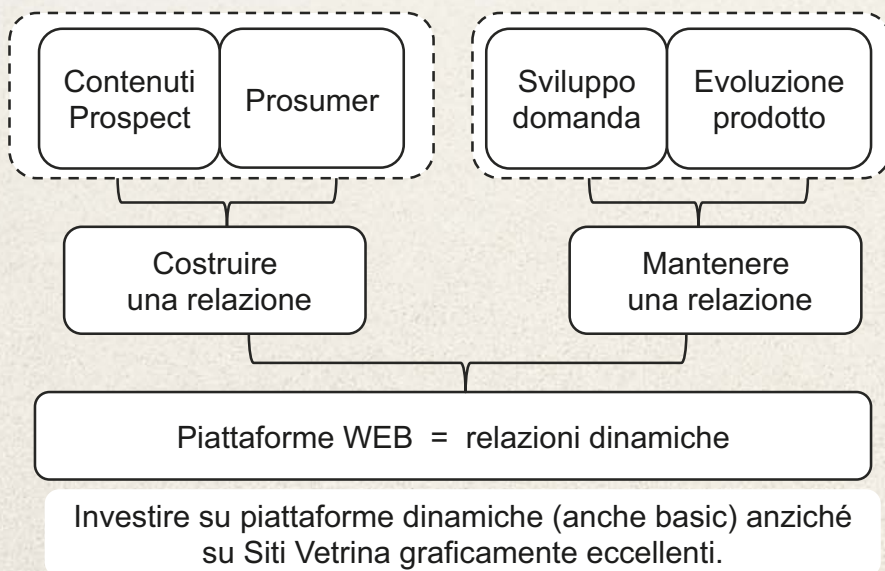 Contenuti
Prospect
Prosumer
Sviluppo
domanda
Evoluzione
prodotto
Costruire
una relazione
Mantenere
una relazione
Piattaforme WEB = relazioni dinamiche
Investire su piattaforme dinamiche (anche basic) anziché
su Siti Vetrina graficamente eccellenti.